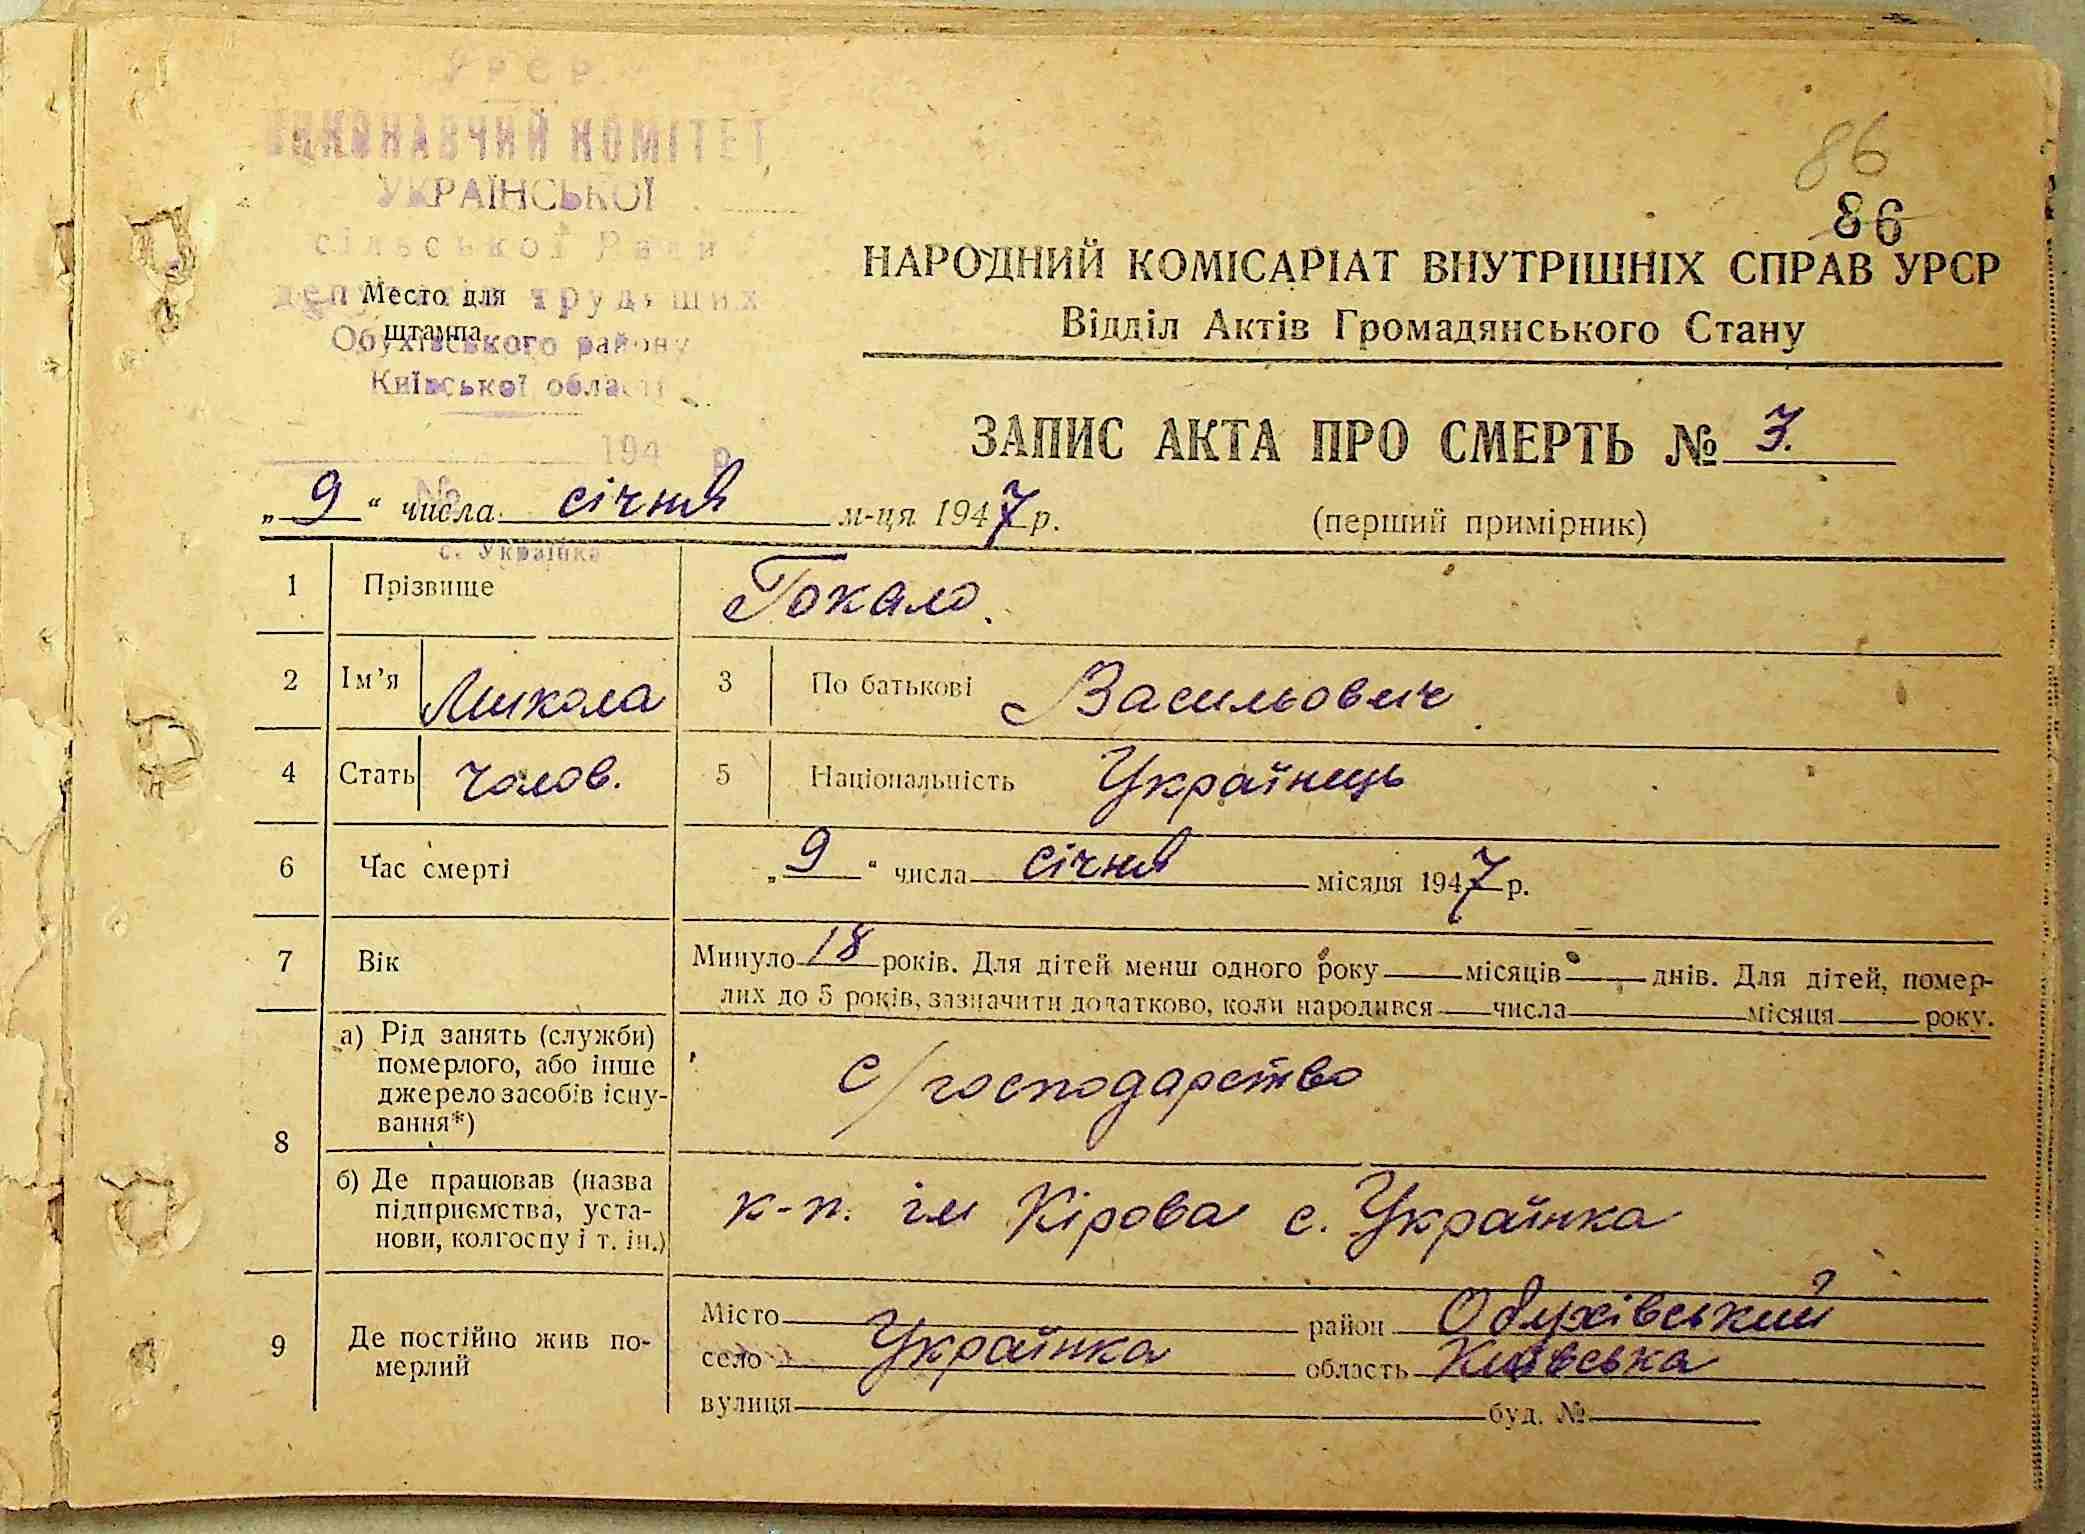 УРСР
ВИКОНАВЧИЙ КОМІТЕТ
УКРАЇНСЬКОЇ
сільської Ради
депутатів трудящих
Обухівського району
Київської області
194 р.
№
с. Українка
Место для
штампа
86
86
НАРОДНИЙ КОМІСАРІАТ ВНУТРІШНІХ СПРАВ УРСР
Відділ Актів Громадянського Стану
ЗАПИС АКТА ПРО СМЕРТЬ № 3.
„ 9 “ числа січня м-ця 1947 р.
(перший примірник)
1 Прізвище Гокало.
2 Ім’я Микола 3 По батькові Васильович
4 Стать Чолов. 5 Національність Українець
6 Час смерті „ 9 “ числа січня місяця 1947 р.
7 Вік Минуло 18 років. Для дітей менш одного року місяців днів. Для дітей, помер-
лих до 5 років, зазначити додатково, коли народився числа місяця року.
8 а) Рід занять (служби)
померлого, або інше
джерело засобів існу-
вання*)
с/господарство
б) Де працював (назва
підприємства, уста-
нови, колгоспу і т. ін.)
к-п. ім Кірова с. Українка
9 Де постійно жив по-
мерлий
Місто район Обухівський
село Українка область Київська
вулиця буд. №